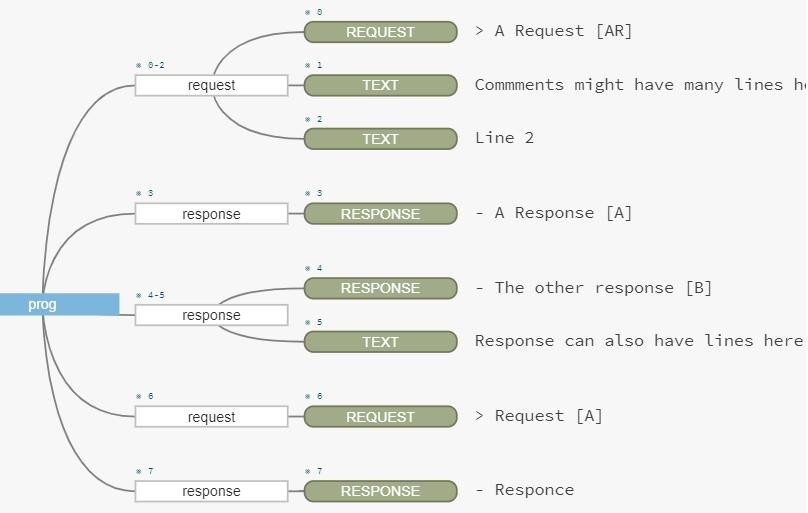 ※ 0
REQUEST > A Request [AR]
※ 0-2 ※ 1
request TEXT Commments might have many lines
※ 2
TEXT Line 2
※ 3 ※ 3
response RESPONSE - A Response [A]
※ 4
RESPONSE - The other response [B]
※ 4-5
prog response
※ 5
TEXT Response can also have lines here
※ 6 ※ 6
request REQUEST > Request [A]
※ 7 ※ 7
response RESPONSE - Responce